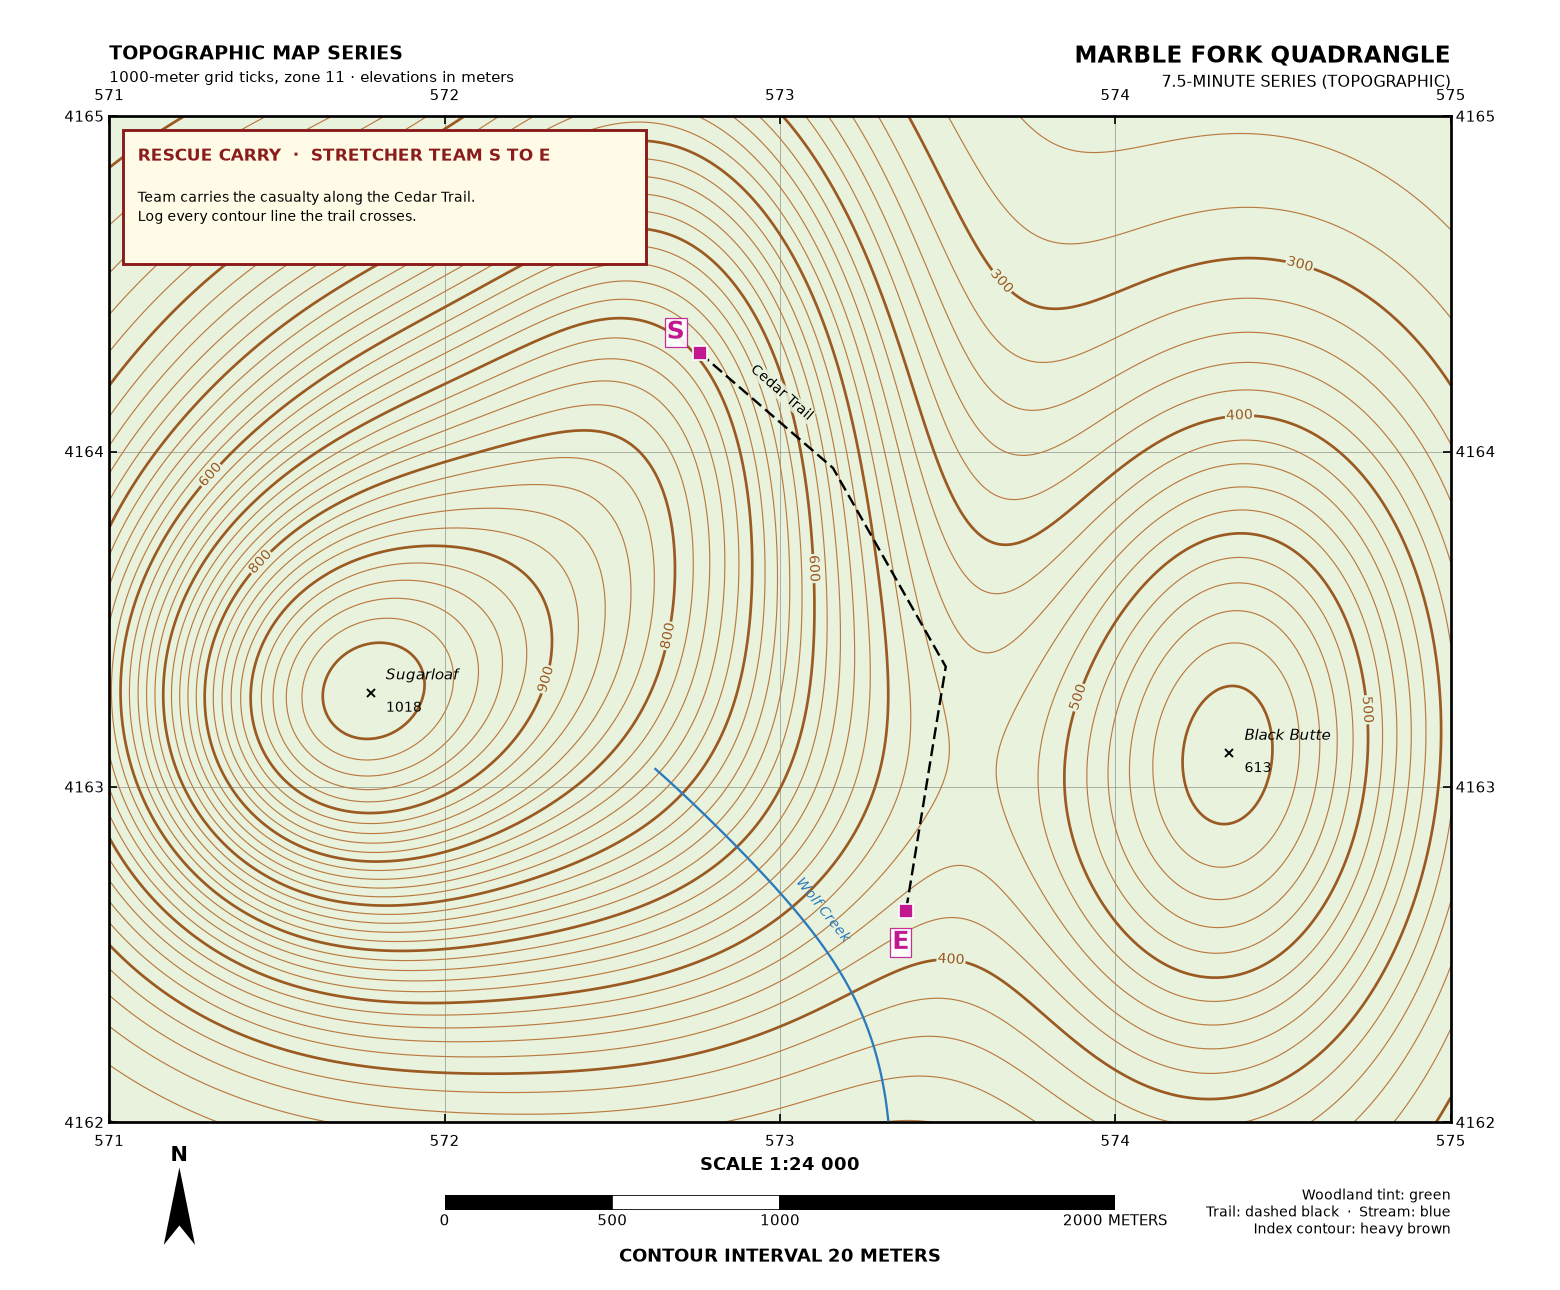 TOPOGRAPHIC MAP SERIES
1000-meter grid ticks, zone 11 · elevations in meters
MARBLE FORK QUADRANGLE
7.5-MINUTE SERIES (TOPOGRAPHIC)
571 572 573 574 575
4165 4165
RESCUE CARRY · STRETCHER TEAM S TO E
Team carries the casualty along the Cedar Trail.
Log every contour line the trail crosses.
300
300
S
Cedar Trail
400
4164 4164
600
800
600
800
Sugarloaf
900
1018
500
500
Black Butte
613
4163 4163
Wolf Creek
E
400
4162 4162
571 572 573 574 575
N
SCALE 1:24 000
0 500 1000 2000 METERS
CONTOUR INTERVAL 20 METERS
Woodland tint: green
Trail: dashed black · Stream: blue
Index contour: heavy brown